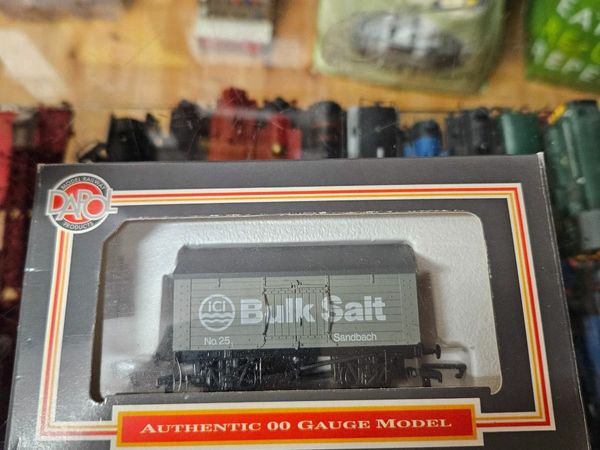 MODEL RAILWAY
DAPOL
PRODUCTS
ICI
Bulk Salt
No. 25
Sandbach
AUTHENTIC 00 GAUGE MODEL